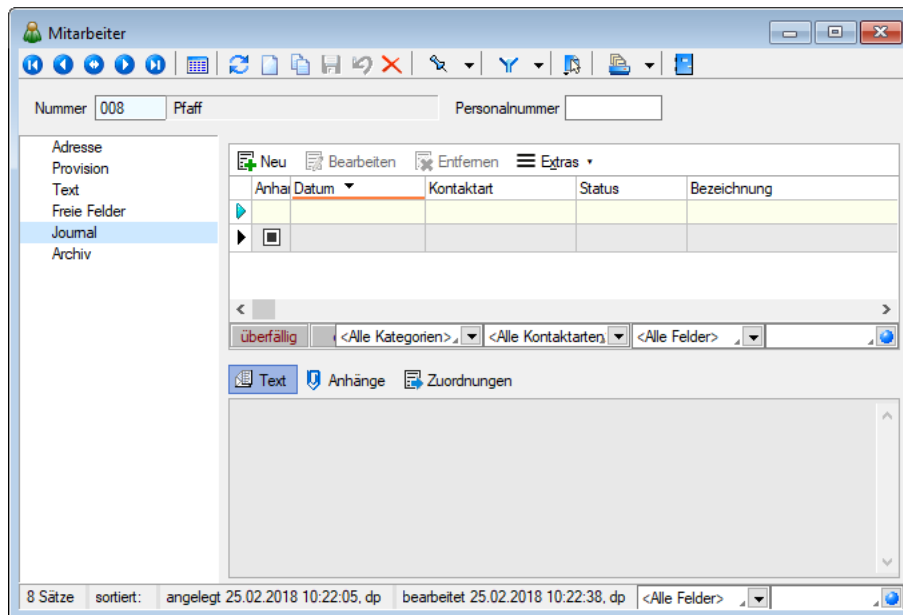 Mitarbeiter
Nummer 008 Pfaff Personalnummer
Adresse
Provision
Text
Freie Felder
Journal
Archiv
Neu Bearbeiten Entfernen Extras
Anhai Datum Kontaktart Status Bezeichnung
überfällig <Alle Kategorien> <Alle Kontaktarten <Alle Felder>
Text Anhänge Zuordnungen
8 Sätze sortiert: angelegt 25.02.2018 10:22:05, dp bearbeitet 25.02.2018 10:22:38, dp <Alle Felder>